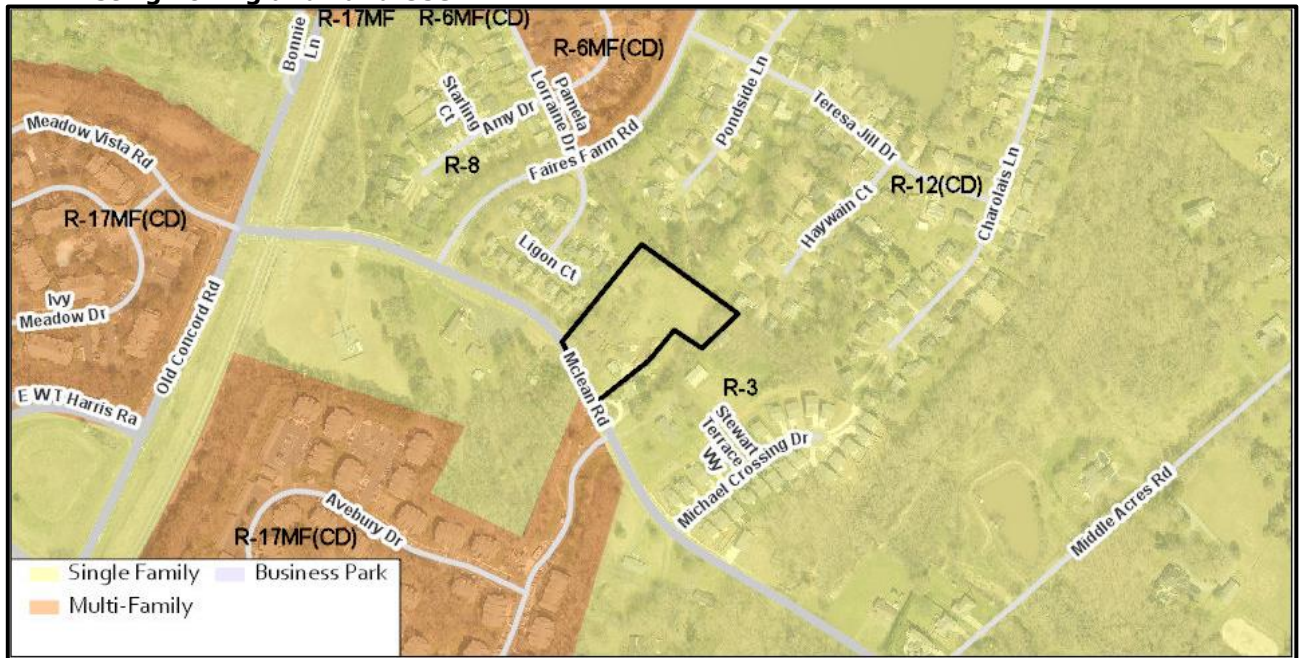 R-17MF R-6MF(CD)
Bonnie
Ln
R-6MF(CD)
Starling
Ct
Amy Dr
Pamela
Lorraine Dr
Pondside Ln
Teresa Jill Dr
Meadow Vista Rd
Faires Farm Rd
R-8
R-12(CD)
Charolais Ln
Haywain Ct
R-17MF(CD)
Ligon Ct
Ivy
Meadow Dr
Old Concord Rd
Mclean Rd
R-3
E WT Harris Ra
Stewart
Terrace
Wy
Michael Crossing Dr
Middle Acres Rd
Avebury Dr
R-17MF(CD)
Single Family
Business Park
Multi-Family